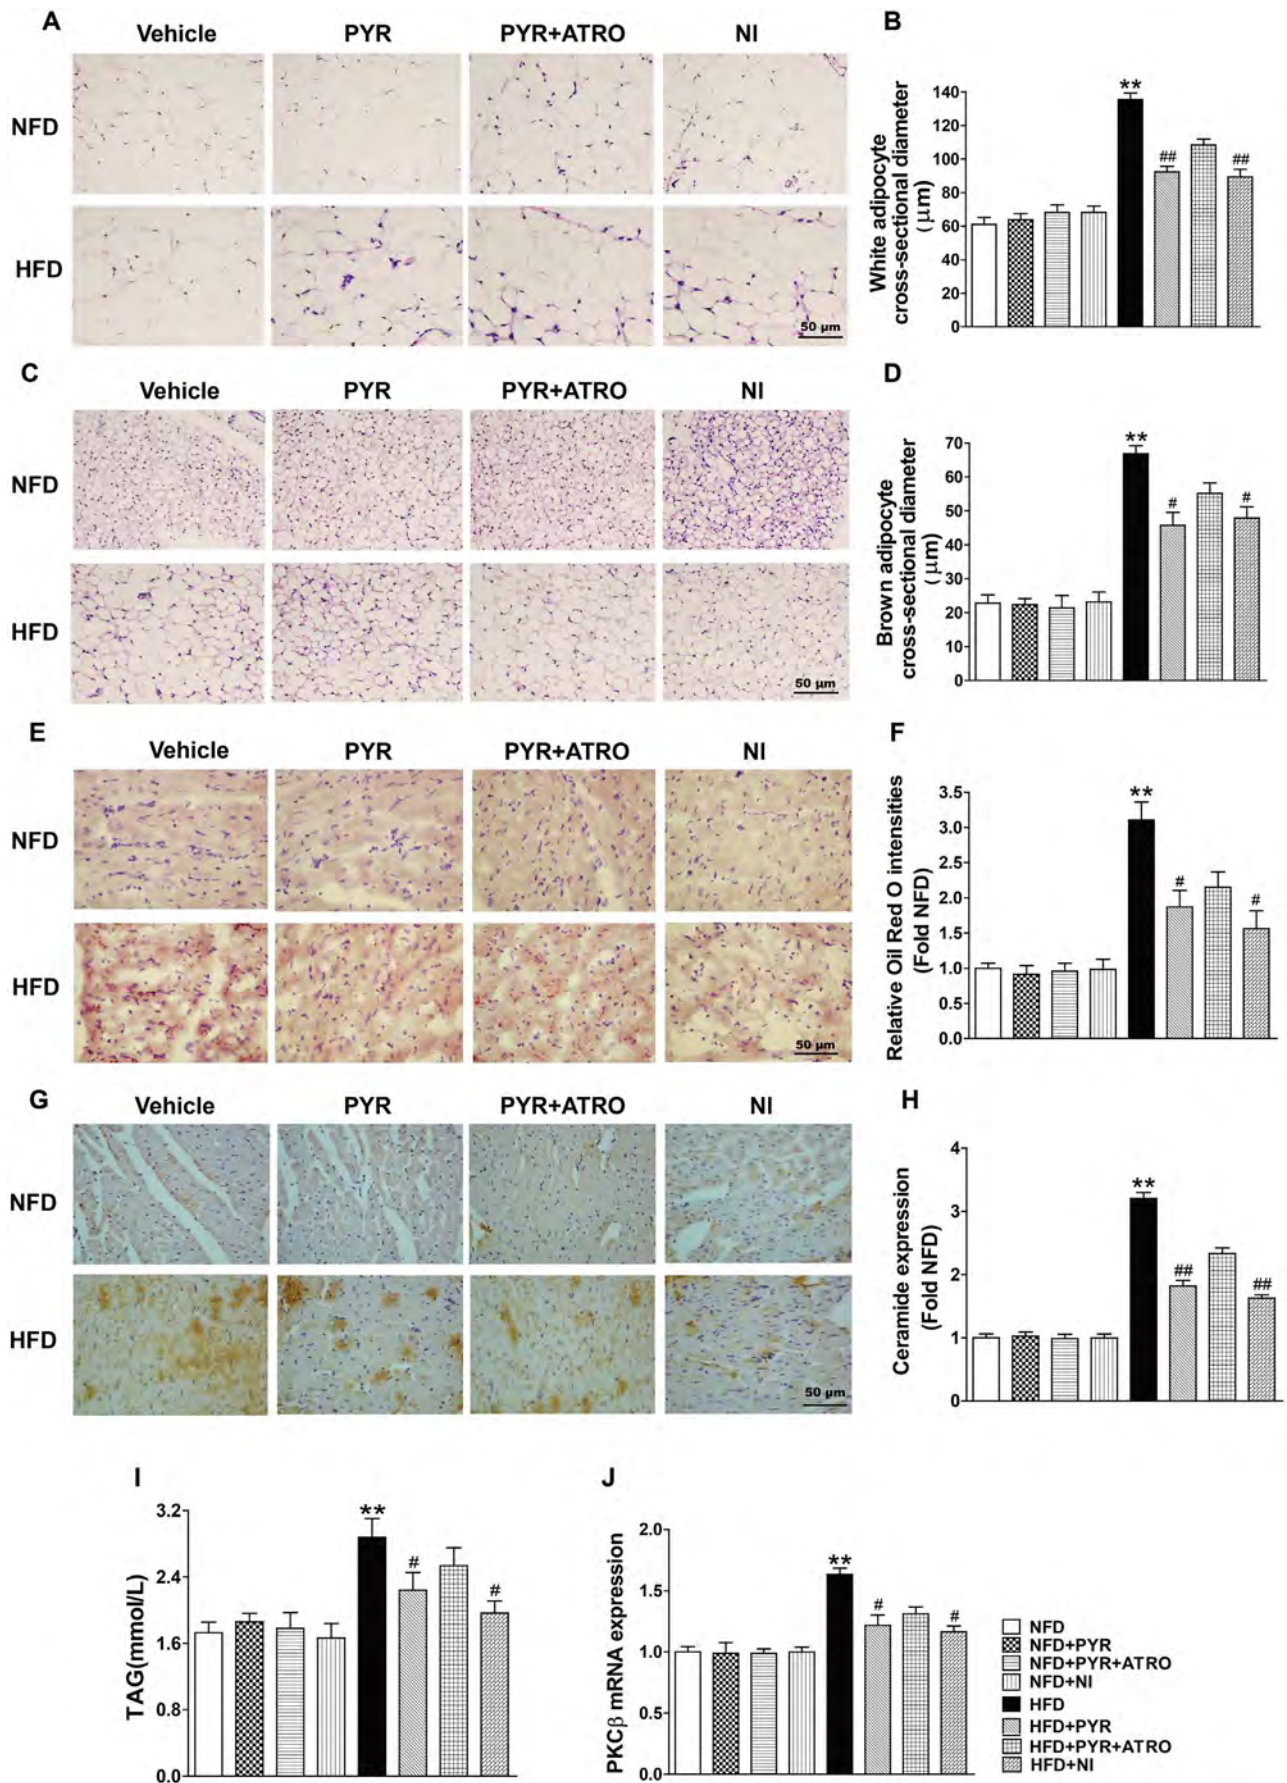 A
B
Vehicle PYR PYR+ATRO NI
NFD
HFD
50 µm
White adipocyte
cross-sectional diameter
(µm)
140
120
100
80
60
40
20
0
**
##
##
C
D
Vehicle PYR PYR+ATRO NI
NFD
HFD
50 µm
Brown adipocyte
cross-sectional diameter
(µm)
70
60
50
40
30
20
10
0
**
#
#
E
F
Vehicle PYR PYR+ATRO NI
NFD
HFD
50 µm
Relative Oil Red O intensities
(Fold NFD)
3.5
3.0
2.5
2.0
1.5
1.0
0.5
0.0
**
#
#
G
H
Vehicle PYR PYR+ATRO NI
NFD
HFD
50 µm
Ceramide expression
(Fold NFD)
4
3
2
1
0
**
##
##
I
TAG(mmol/L)
3.2
2.4
1.6
0.8
0.0
**
#
#
J
PKCβ mRNA expression
2.0
1.5
1.0
0.5
0.0
**
#
#
NFD
NFD+PYR
NFD+PYR+ATRO
NFD+NI
HFD
HFD+PYR
HFD+PYR+ATRO
HFD+NI